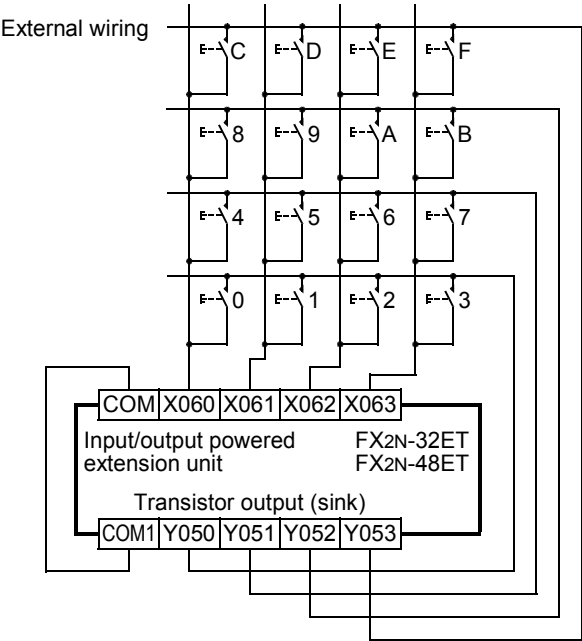 External wiring
C D E F
8 9 A B
4 5 6 7
0 1 2 3
COM X060 X061 X062 X063
Input/output powered FX2N-32ET
extension unit FX2N-48ET
Transistor output (sink)
COM1 Y050 Y051 Y052 Y053